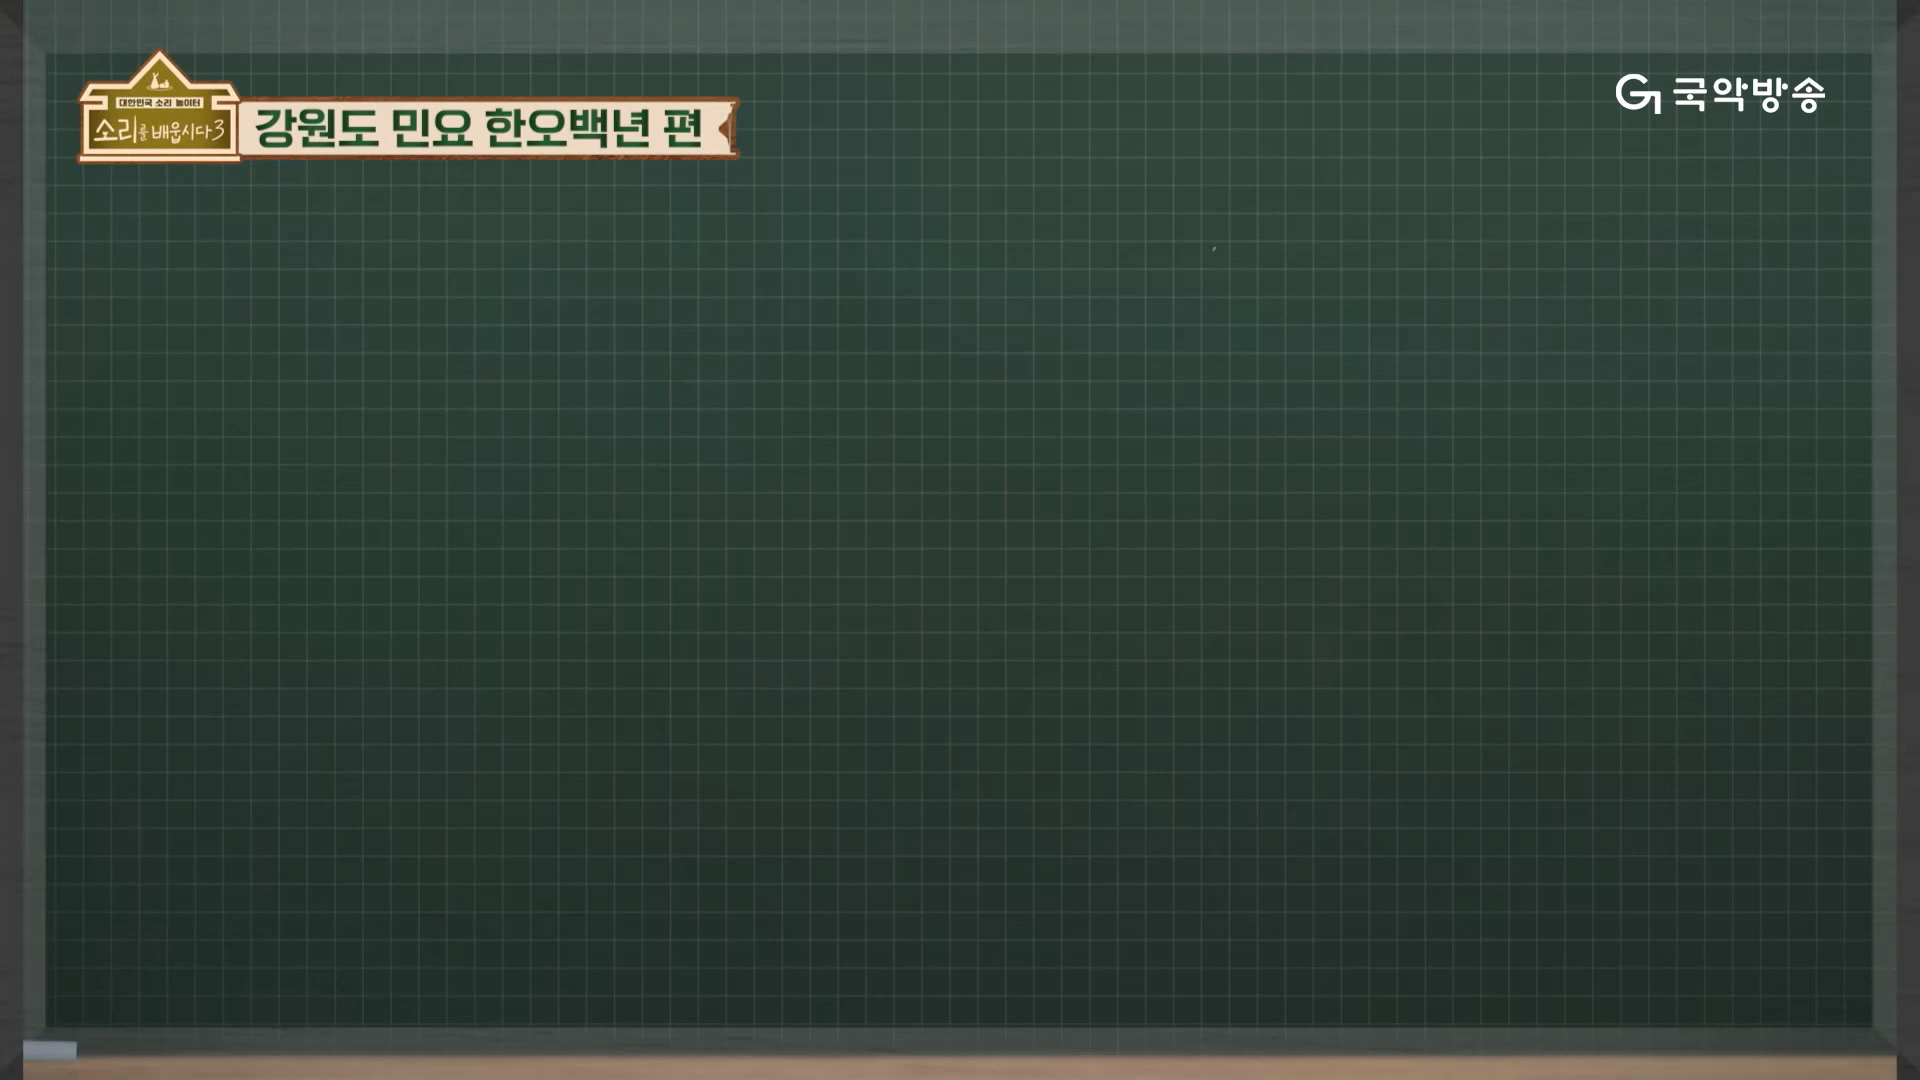 대한민국 소리 놀이터
소리를 배웁시다3
강원도 민요 한오백년 편
국악방송